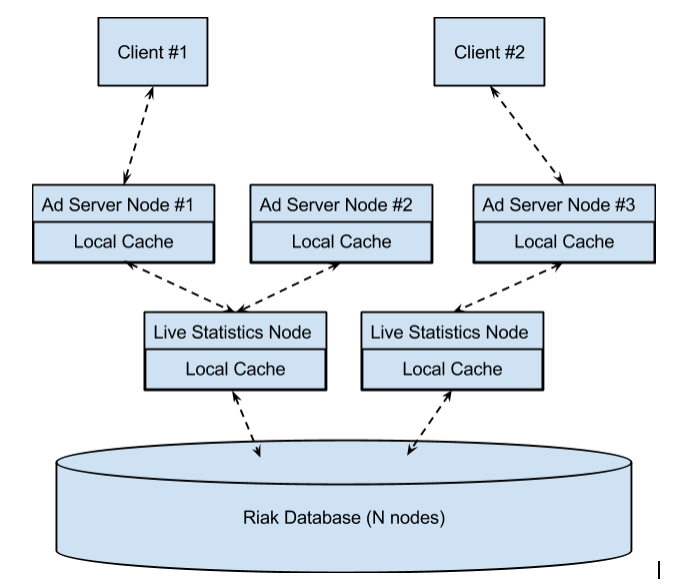 Client #1
Client #2
Ad Server Node #1
Local Cache
Ad Server Node #2
Local Cache
Ad Server Node #3
Local Cache
Live Statistics Node
Local Cache
Live Statistics Node
Local Cache
Riak Database (N nodes)